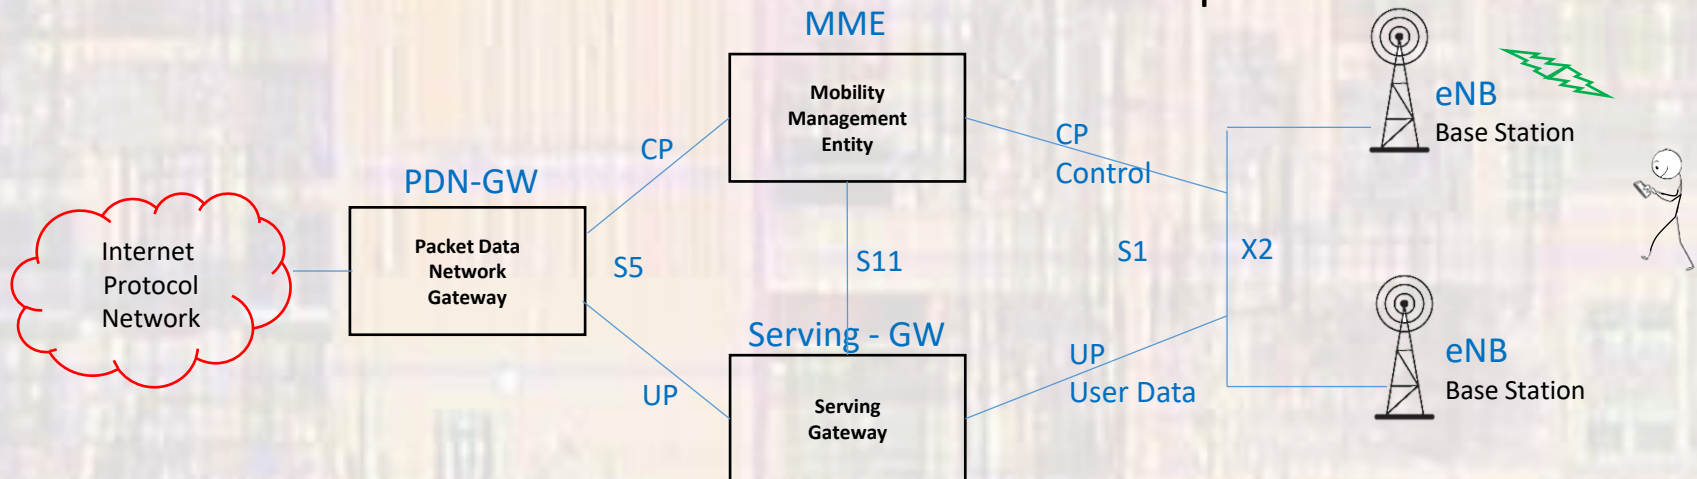 MME
Mobility
Management
Entity
eNB
Base Station
CP
CP
Control
PDN-GW
Internet
Protocol
Network
Packet Data
Network
Gateway
S5
S11
S1
X2
Serving - GW
UP
User Data
eNB
Base Station
UP
Serving
Gateway